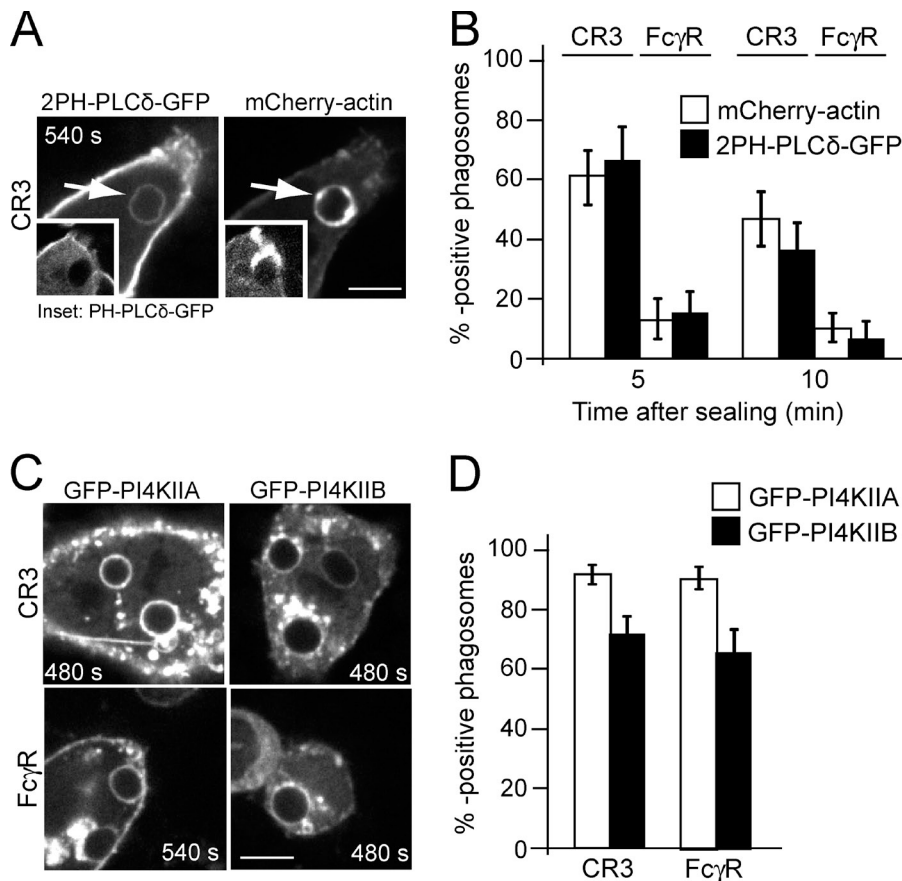 A
2PH-PLCδ-GFP mCherry-actin
540 s
CR3
Inset: PH-PLCδ-GFP
B
CR3 FcγR CR3 FcγR
100
80
60
40
20
0
% -positive phagosomes
mCherry-actin
2PH-PLCδ-GFP
5 10
Time after sealing (min)
C
GFP-PI4KIIA GFP-PI4KIIB
CR3
480 s 480 s
FcγR
540 s 480 s
D
GFP-PI4KIIA
GFP-PI4KIIB
100
80
60
40
20
0
% -positive phagosomes
CR3 FcγR